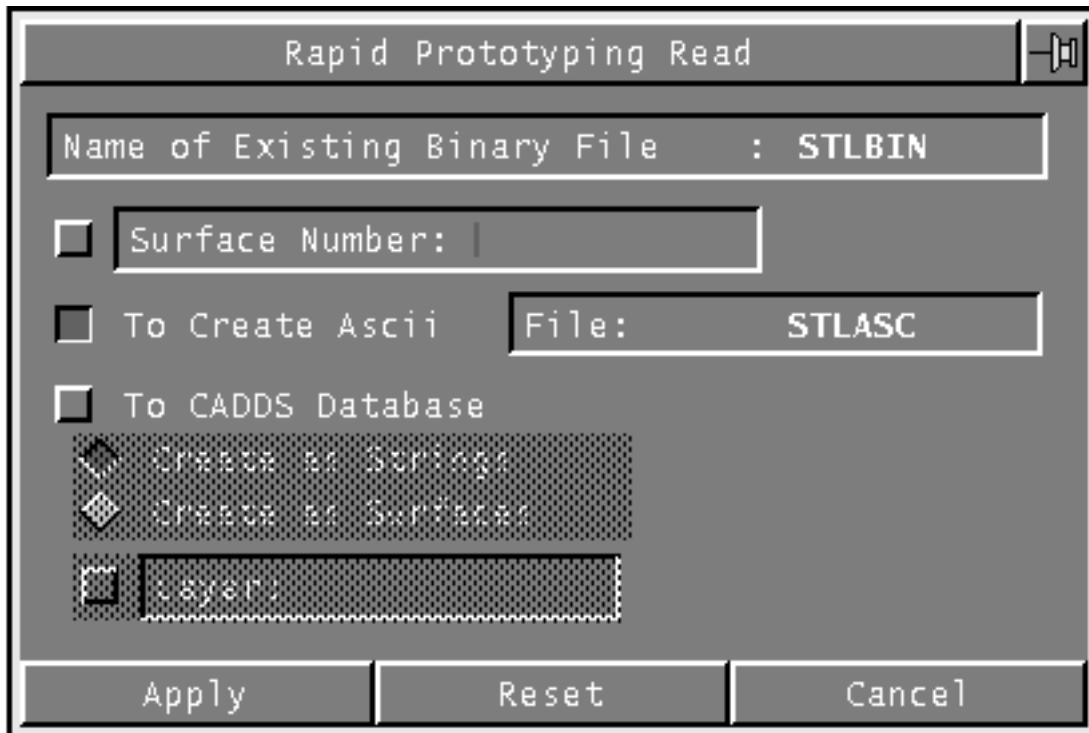 Rapid Prototyping Read
Name of Existing Binary File : STLBIN
Surface Number:
To Create Ascii File: STLASC
To CADDS Database
Create as Strings
Create as Surfaces
Layer:
Apply Reset Cancel